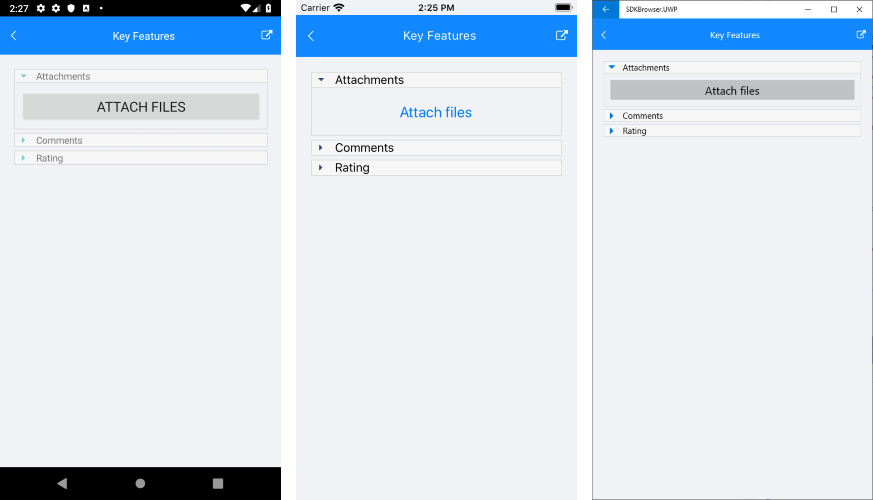 2:27
Key Features
Attachments
ATTACH FILES
Comments
Rating
Carrier 2:25 PM
Key Features
Attachments
Attach files
Comments
Rating
SDKBrowser.UWP
Key Features
Attachments
Attach files
Comments
Rating